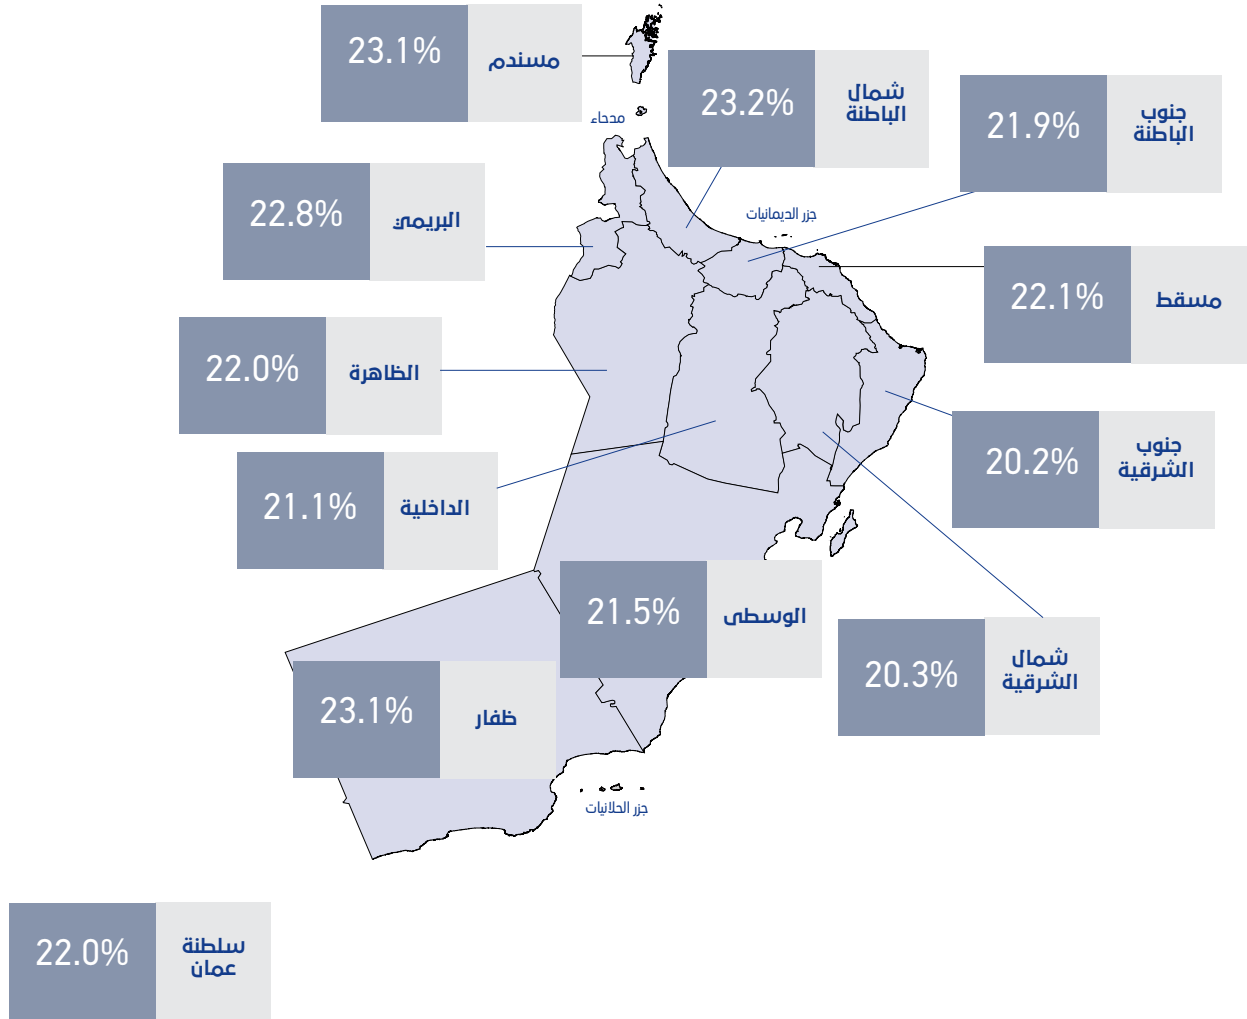 مسندم
23.1%
شمال
الباطنة
23.2%
جنوب
الباطنة
21.9%
مدحاء
البريمي
22.8%
جزر الديمانيات
مسقط
22.1%
الظاهرة
22.0%
جنوب
الشرقية
20.2%
الداخلية
21.1%
الوسطى
21.5%
شمال
الشرقية
20.3%
ظفار
23.1%
جزر الحلانيات
سلطنة
عمان
22.0%